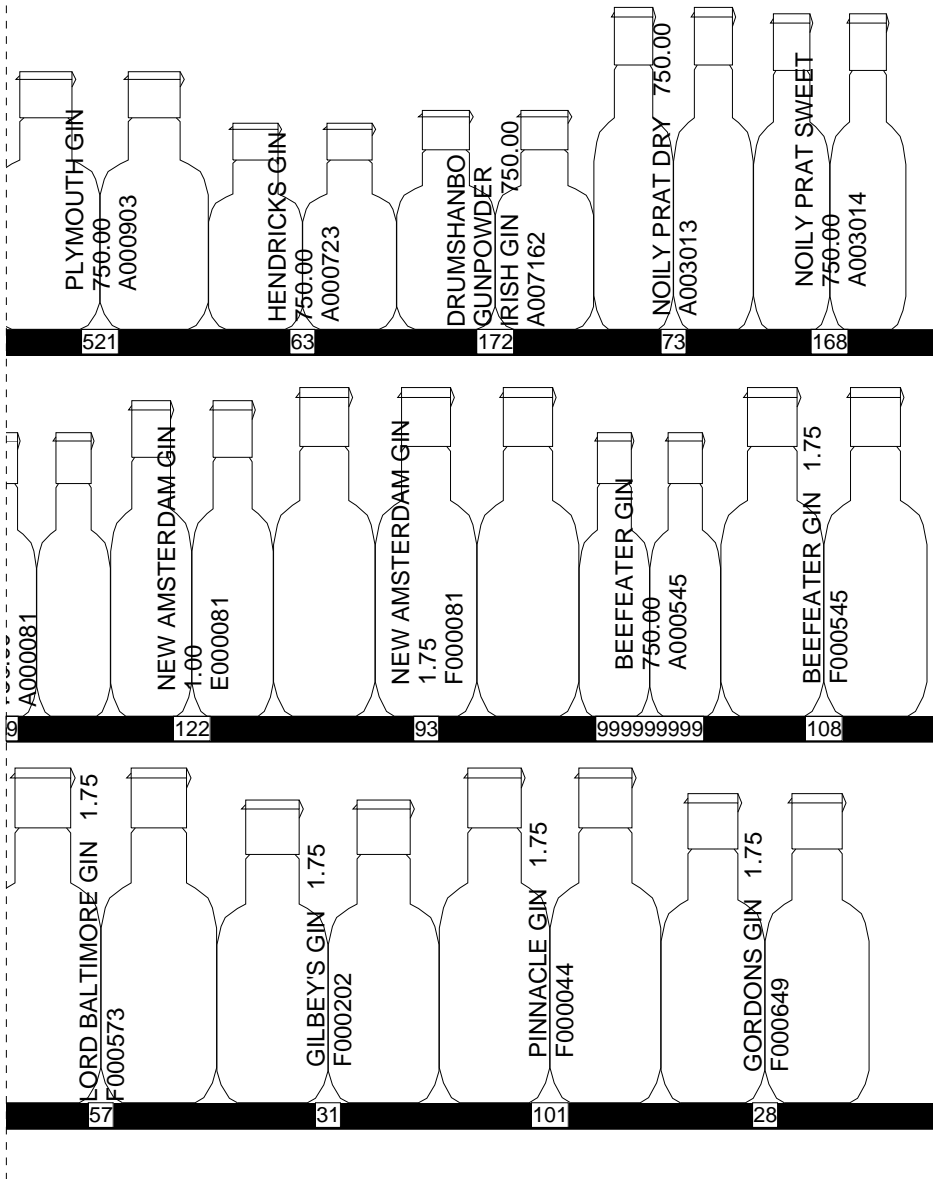 PLYMOUTH GIN
750.00
A000903
HENDRICKS GIN
750.00
A000723
DRUMSHANBO
GUNPOWDER
IRISH GIN 750.00
A007162
NOILY PRAT DRY 750.00
A003013
NOILY PRAT SWEET
750.00
A003014
521
63
172
73
168
A000081
NEW AMSTERDAM GIN
1.00
E000081
NEW AMSTERDAM GIN
1.75
F000081
BEEFEATER GIN
750.00
A000545
BEEFEATER GIN 1.75
F000545
9
122
93
999999999
108
LORD BALTIMORE GIN 1.75
F000573
GILBEY'S GIN 1.75
F000202
PINNACLE GIN 1.75
F000044
GORDONS GIN 1.75
F000649
57
31
101
28